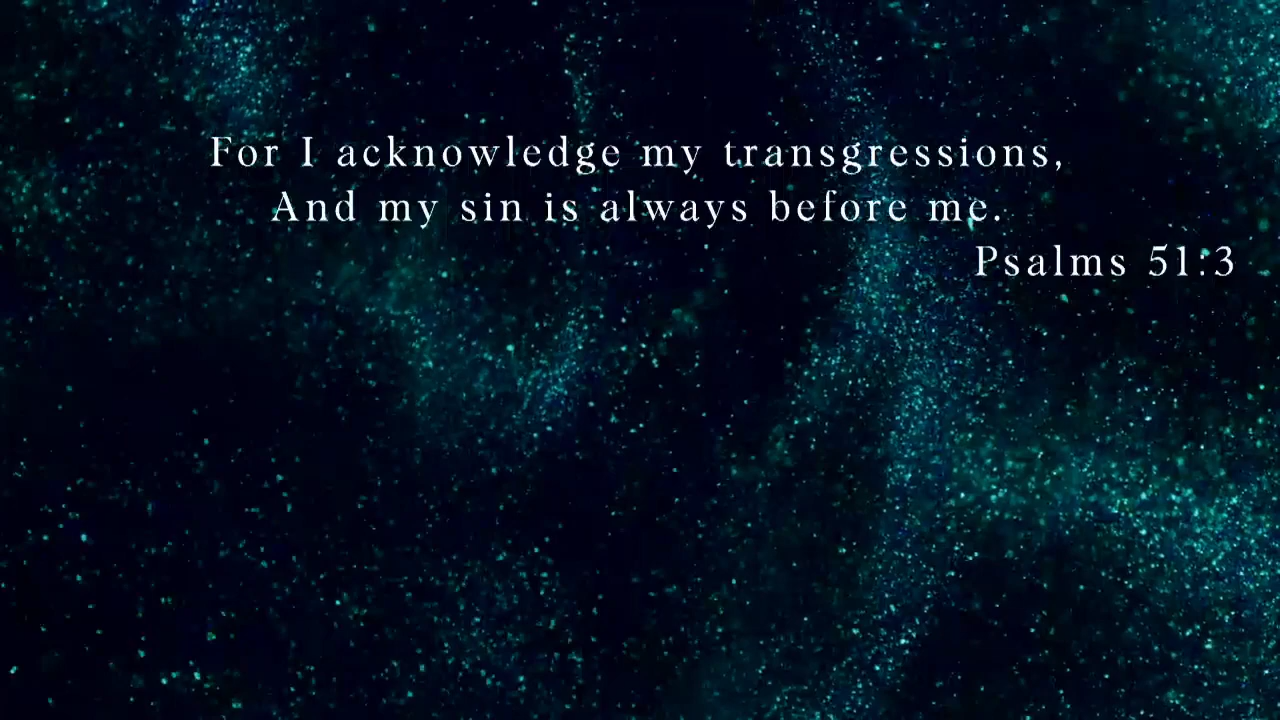 For I acknowledge my transgressions,
And my sin is always before me.
Psalms 51:3